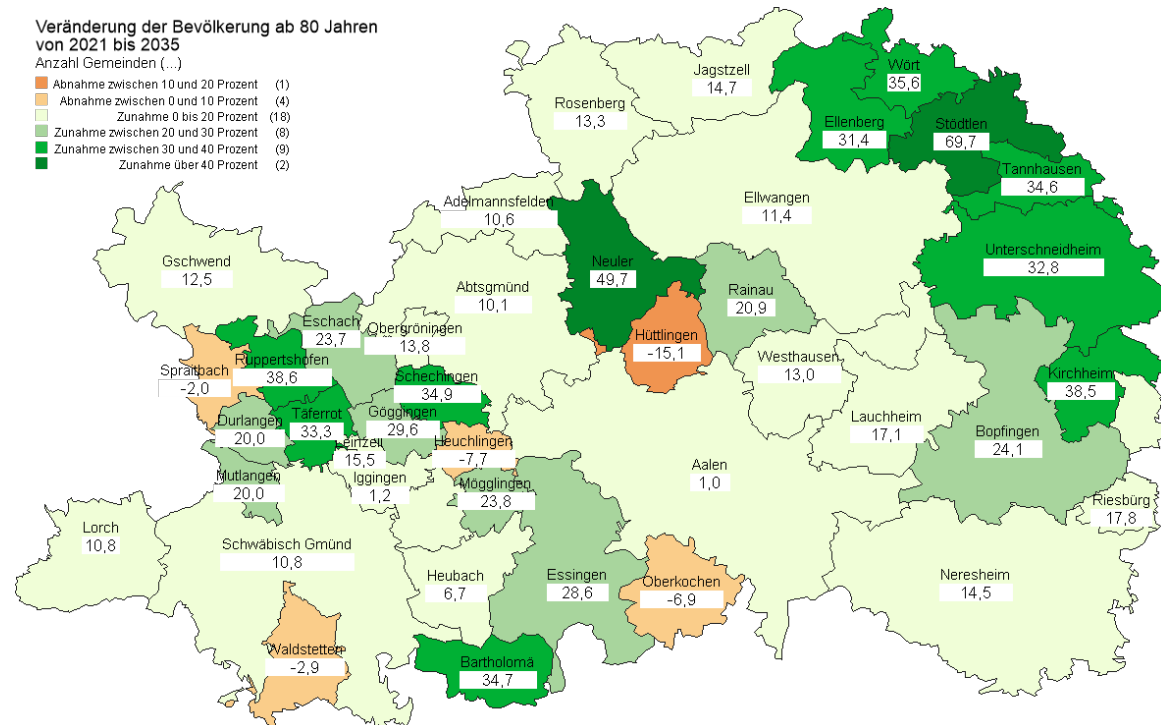 Veränderung der Bevölkerung ab 80 Jahren
von 2021 bis 2035
Anzahl Gemeinden (...)
Abnahme zwischen 10 und 20 Prozent (1)
Abnahme zwischen 0 und 10 Prozent (4)
Zunahme 0 bis 20 Prozent (18)
Zunahme zwischen 20 und 30 Prozent (8)
Zunahme zwischen 30 und 40 Prozent (9)
Zunahme über 40 Prozent (2)
Jagstzell
14,7
Wört
35,6
Rosenberg
13,3
Ellenberg
31,4
Stödtlen
69,7
Tannhausen
34,6
Adelmannsfelden
10,6
Ellwangen
11,4
Unterschneidheim
32,8
Gschwend
12,5
Neuler
49,7
Abtsgmünd
10,1
Rainau
20,9
Eschach
23,7
Obergröningen
13,8
Hüttlingen
-15,1
Westhausen
13,0
Spraitbach
-2,0
Ruppertshofen
38,6
Schechingen
34,9
Kirchheim
38,5
Durlangen
20,0
Täferrot
33,3
Göggingen
29,6
Lauchheim
17,1
Bopfingen
24,1
Leinzell
15,5
Heuchlingen
-7,7
Aalen
1,0
Mutlangen
20,0
Iggingen
1,2
Mögglingen
23,8
Riesbürg
17,8
Lorch
10,8
Schwäbisch Gmünd
10,8
Heubach
6,7
Essingen
28,6
Oberkochen
-6,9
Neresheim
14,5
Waldstetten
-2,9
Bartholomä
34,7